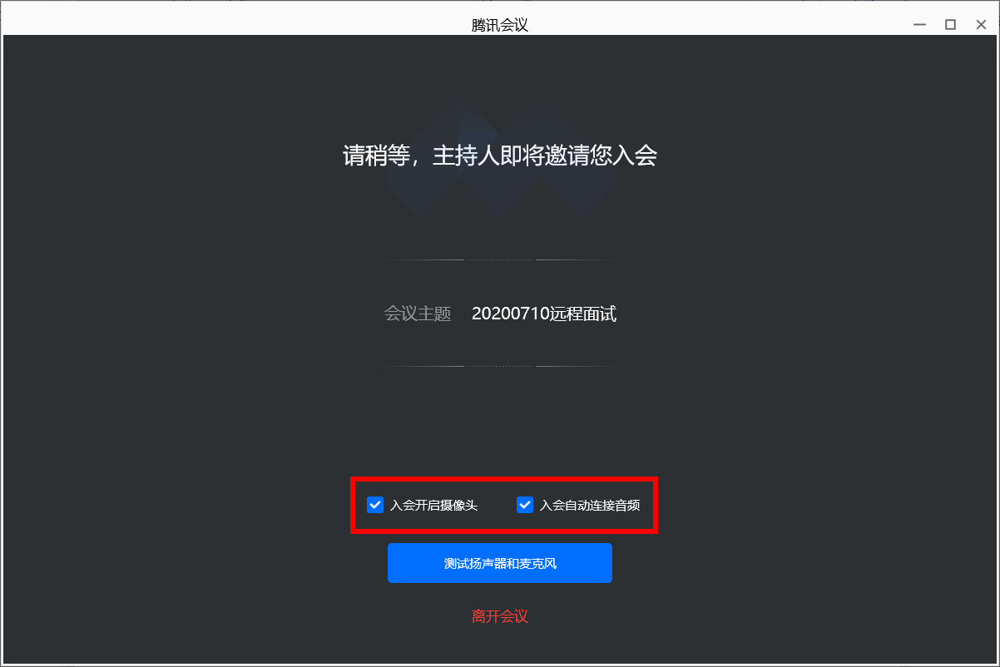 腾讯会议
请稍等，主持人即将邀请您入会
会议主题 20200710远程面试
入会开启摄像头 入会自动连接音频
测试扬声器和麦克风
离开会议